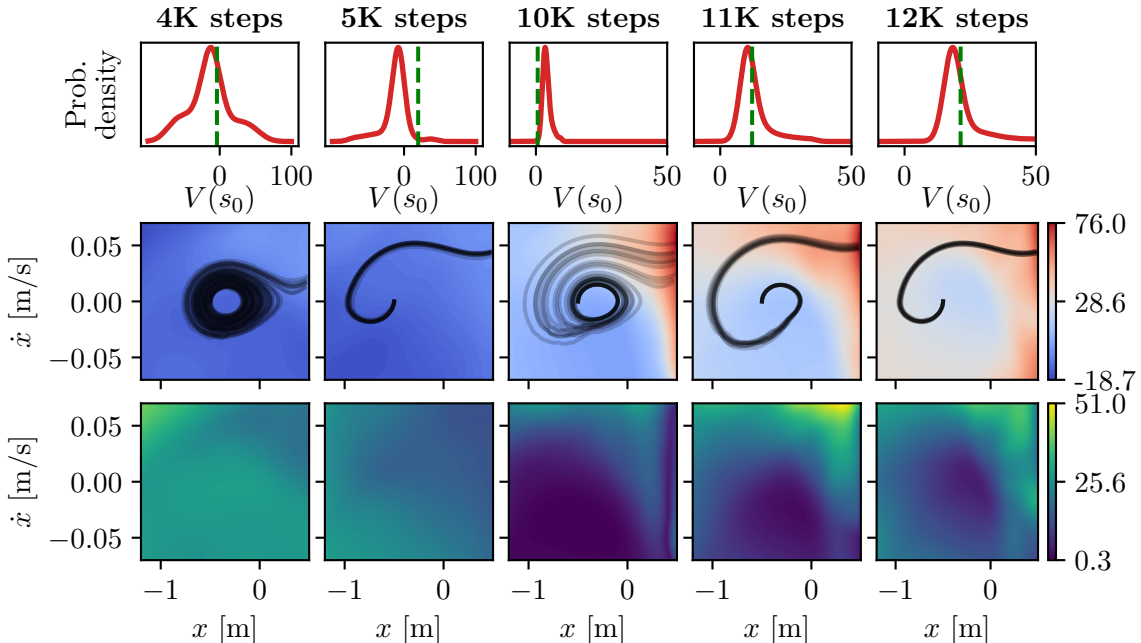 4K steps 5K steps 10K steps 11K steps 12K steps
Prob.
density
0 100 0 100 0 50 0 50 0 50
V(s₀) V(s₀) V(s₀) V(s₀) V(s₀)
ẋ [m/s]
0.05
0.00
−0.05
76.0
28.6
-18.7
ẋ [m/s]
0.05
0.00
−0.05
51.0
25.6
0.3
−1 0 −1 0 −1 0 −1 0 −1 0
x [m] x [m] x [m] x [m] x [m]